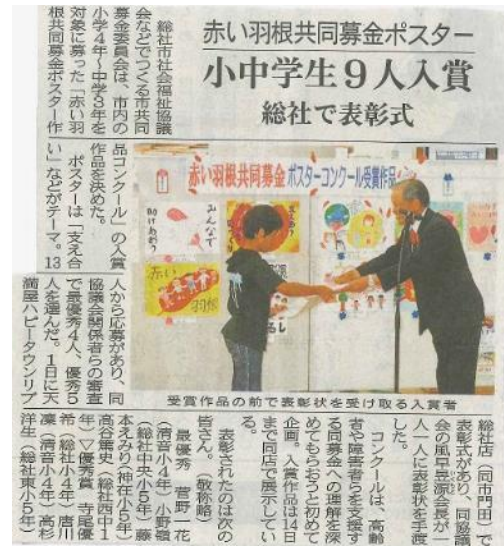 赤い羽根共同募金ポスター
小中学生9人入賞
総社で表彰式
総社市社会福祉協議
会などでつくる市共同
募金委員会は、市内の
小学4年〜中学3年を
対象に募った「赤い羽
根共同募金ポスター作
品コンクール」の入賞
作品を決めた。
ポスターは「支え合
い」などがテーマ。13
人から応募があり、同
協議会関係者らの審査
で最優秀4人、優秀5
人を選んだ。1日に天
満屋ハピータウンリブ
総社店(同市門田)で
表彰式があり、同協議
会の風早昱源会長が一
人一人に表彰状を手渡
した。
コンクールは、高齢
者や障害者らを支援す
る同募金への理解を深
めてもらおうと初めて
企画。入賞作品は14日
まで同店で展示してい
る。
表彰されたのは次の
皆さん。(敬称略)
最優秀 菅野一花
(清音小4年)小野嶺
(総社中央小5年)藤
本えみり(神在小5年)
高谷篤史(総社西中1
年)▽優秀賞 寺尾優
希(総社小4年)唐川
凜(清音小4年)高杉
洋生(総社東小5年)
赤い羽根共同募金 ポスターコンクール受賞作品
みんなで
助けあおう
赤い
羽根
受賞作品の前で表彰状を受け取る入賞者